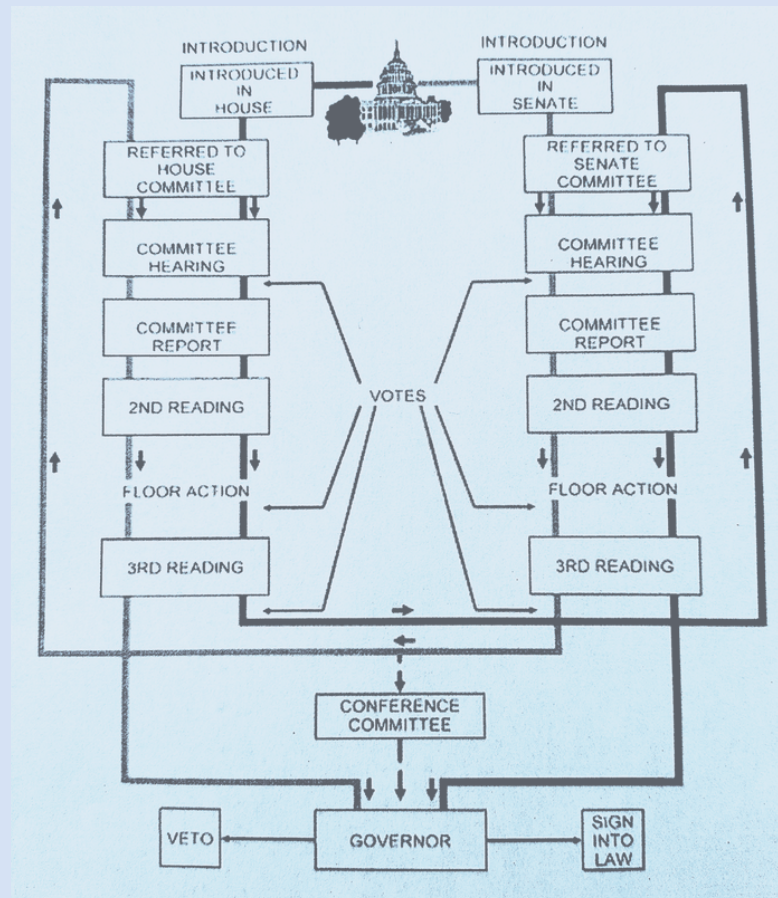 INTRODUCTION
INTRODUCED
IN
HOUSE
INTRODUCTION
INTRODUCED
IN
SENATE
REFERRED TO
HOUSE
COMMITTEE
COMMITTEE
HEARING
COMMITTEE
REPORT
2ND READING
FLOOR ACTION
3RD READING
VOTES
REFERRED TO
SENATE
COMMITTEE
COMMITTEE
HEARING
COMMITTEE
REPORT
2ND READING
FLOOR ACTION
3RD READING
CONFERENCE
COMMITTEE
VETO
GOVERNOR
SIGN
INTO
LAW